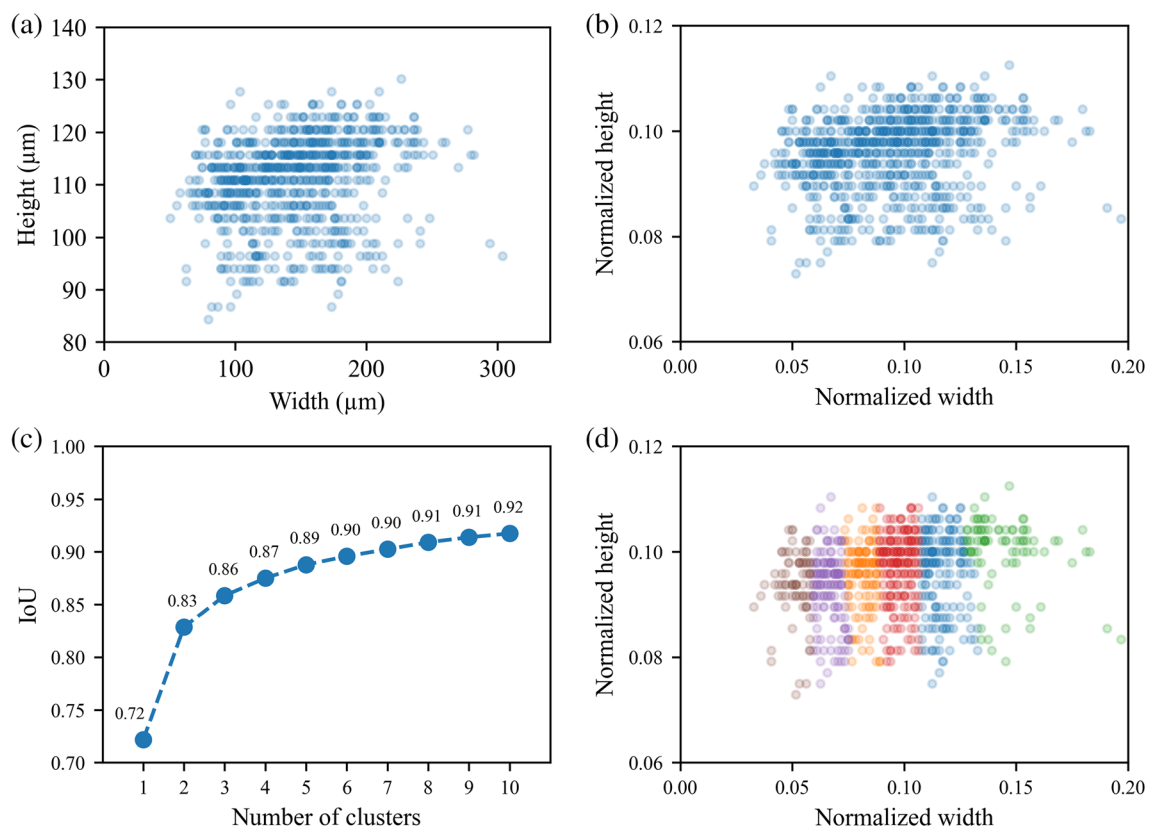 (a)
140
130
120
110
100
90
80
Height (µm)
0 100 200 300
Width (µm)
(b)
0.12
0.10
0.08
0.06
Normalized height
0.00 0.05 0.10 0.15 0.20
Normalized width
(c)
1.00
0.95
0.90
0.85
0.80
0.75
0.70
IoU
0.72 0.83 0.86 0.87 0.89 0.90 0.90 0.91 0.91 0.92
1 2 3 4 5 6 7 8 9 10
Number of clusters
(d)
0.12
0.10
0.08
0.06
Normalized height
0.00 0.05 0.10 0.15 0.20
Normalized width